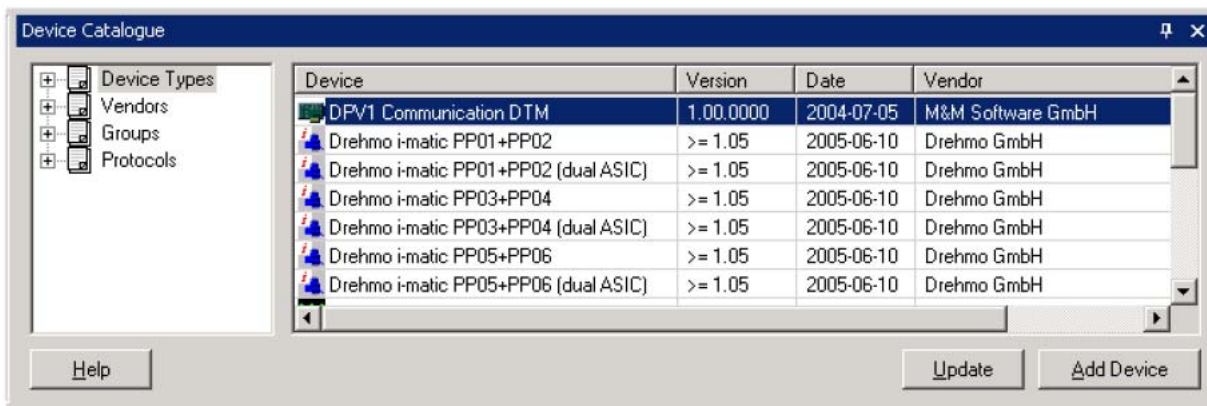 Device Catalogue
Device Types
Vendors
Groups
Protocols
Device Version Date Vendor
DPV1 Communication DTM 1.00.0000 2004-07-05 M&M Software GmbH
Drehmo i-matic PP01+PP02 >= 1.05 2005-06-10 Drehmo GmbH
Drehmo i-matic PP01+PP02 (dual ASIC) >= 1.05 2005-06-10 Drehmo GmbH
Drehmo i-matic PP03+PP04 >= 1.05 2005-06-10 Drehmo GmbH
Drehmo i-matic PP03+PP04 (dual ASIC) >= 1.05 2005-06-10 Drehmo GmbH
Drehmo i-matic PP05+PP06 >= 1.05 2005-06-10 Drehmo GmbH
Drehmo i-matic PP05+PP06 (dual ASIC) >= 1.05 2005-06-10 Drehmo GmbH
Help Update Add Device